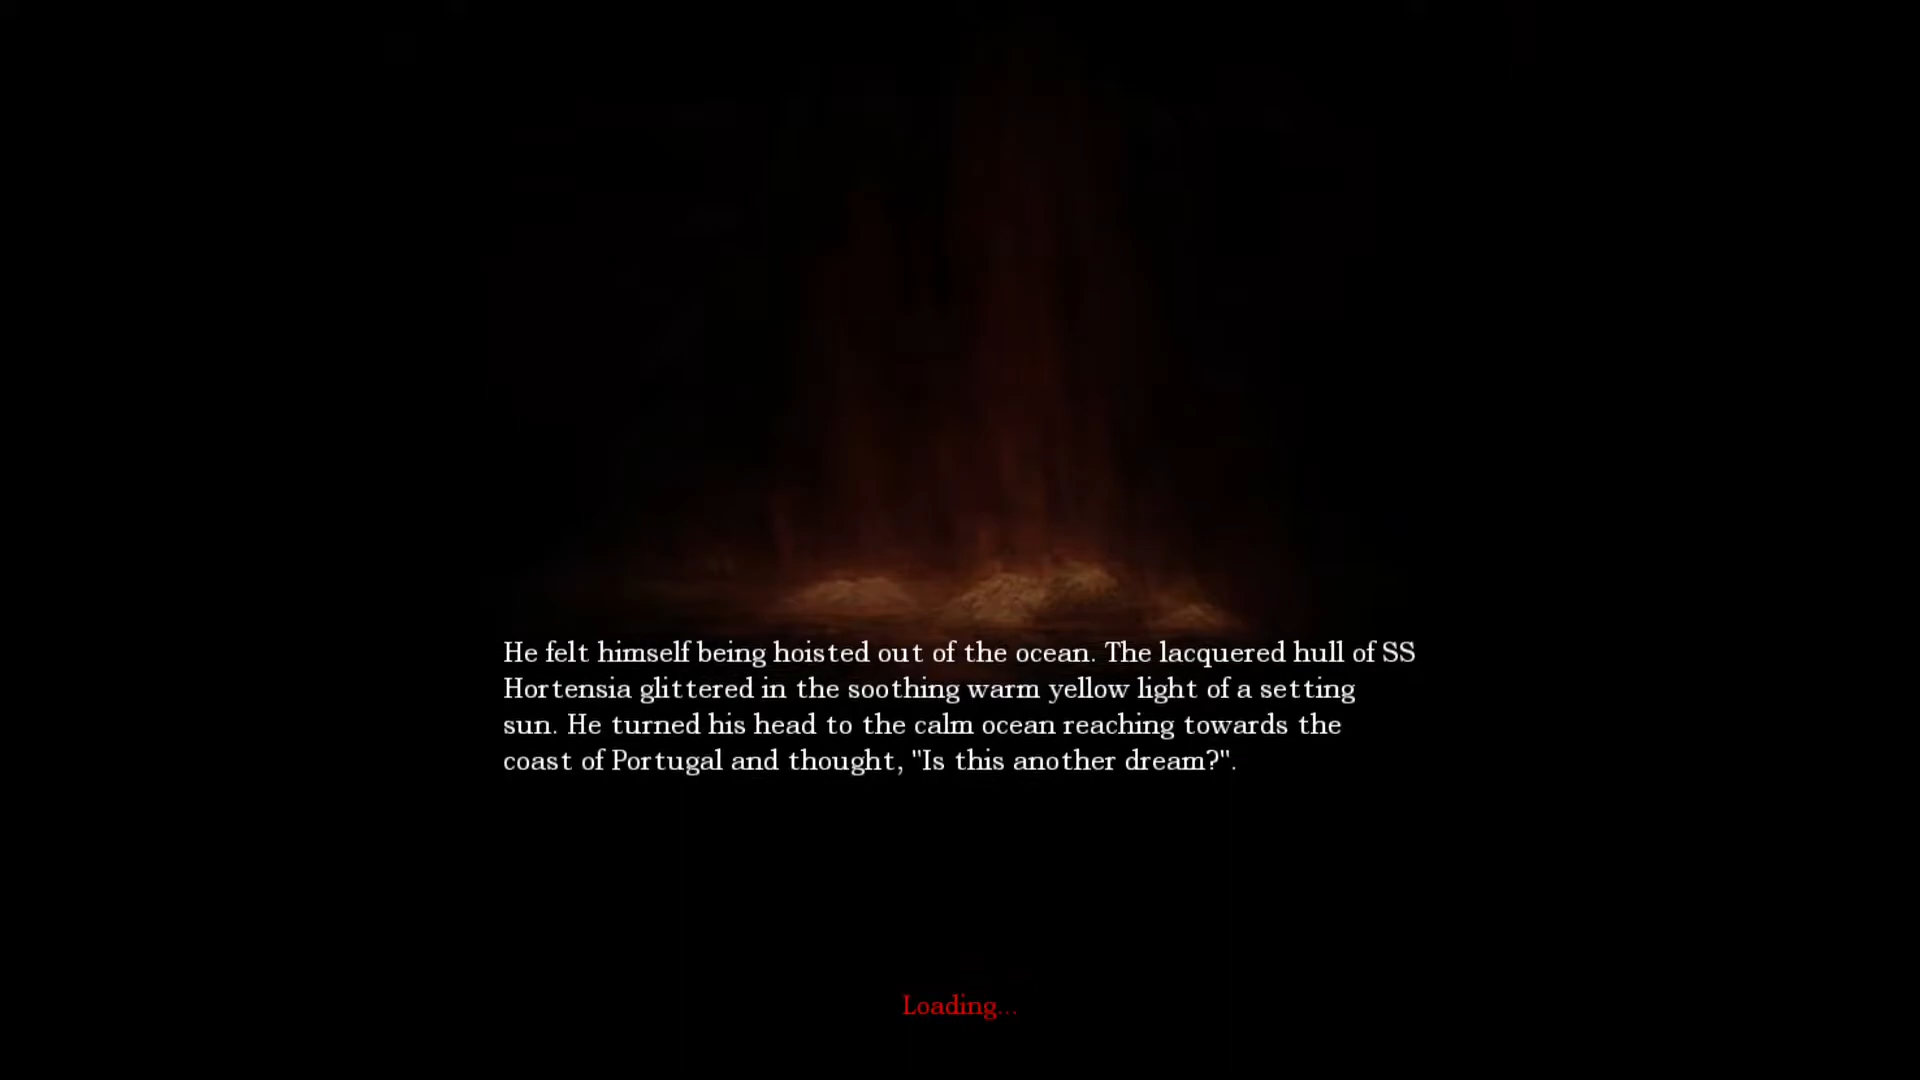 He felt himself being hoisted out of the ocean. The lacquered hull of SS
Hortensia glittered in the soothing warm yellow light of a setting
sun. He turned his head to the calm ocean reaching towards the
coast of Portugal and thought, "Is this another dream?".
Loading...